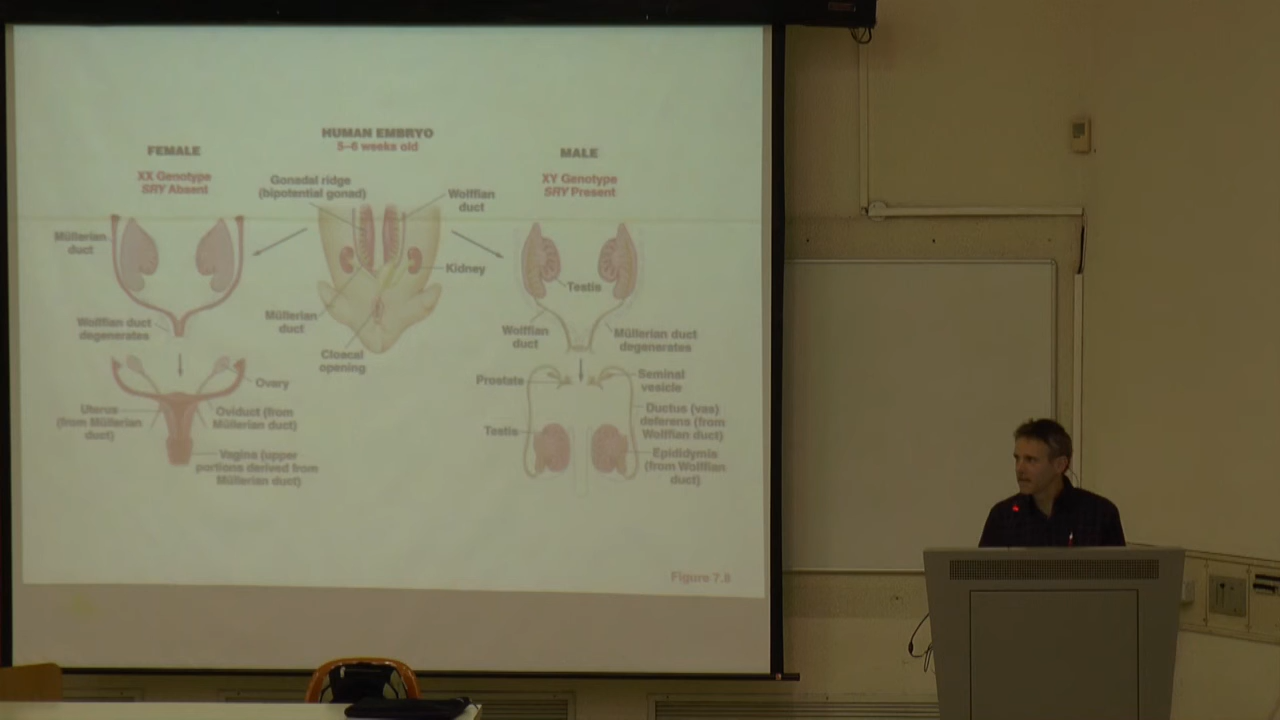 HUMAN EMBRYO
5–6 weeks old
FEMALE
XX Genotype
SRY Absent
MALE
XY Genotype
SRY Present
Gonadal ridge
(bipotential gonad)
Wolffian
duct
Müllerian
duct
Kidney
Testis
Müllerian
duct
Wolffian duct
degenerates
Wolffian
duct
Müllerian duct
degenerates
Cloacal
opening
Ovary
Uterus
(from Müllerian
duct)
Oviduct (from
Müllerian duct)
Vagina (upper
portions derived from
Müllerian duct)
Prostate
Seminal
vesicle
Ductus (vas)
deferens (from
Wolffian duct)
Testis
Epididymis
(from Wolffian
duct)
Figure 7.8